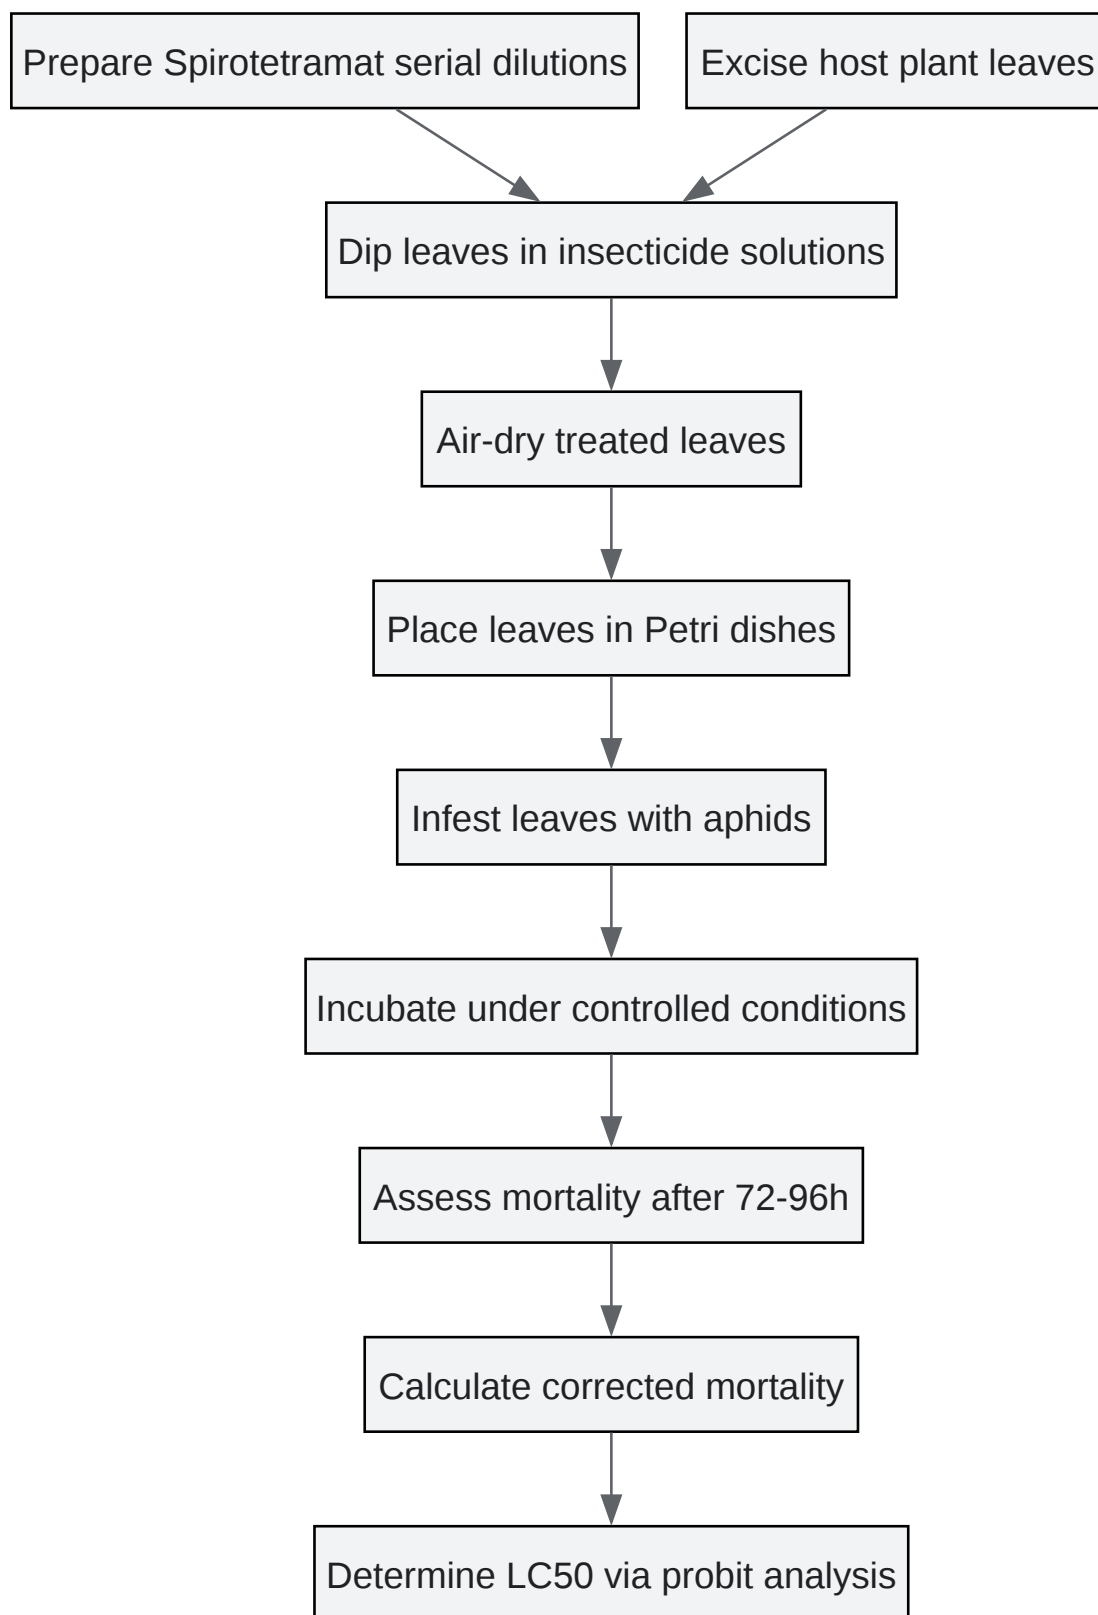 Prepare Spirotetramat serial dilutions
Excise host plant leaves
Dip leaves in insecticide solutions
Air-dry treated leaves
Place leaves in Petri dishes
Infest leaves with aphids
Incubate under controlled conditions
Assess mortality after 72-96h
Calculate corrected mortality
Determine LC50 via probit analysis